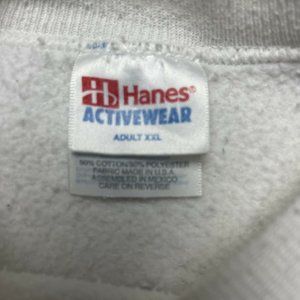 Hanes®
ACTIVEWEAR
ADULT XXL
50% COTTON/50% POLYESTER
FABRIC MADE IN U.S.A.
ASSEMBLED IN MEXICO
CARE ON REVERSE